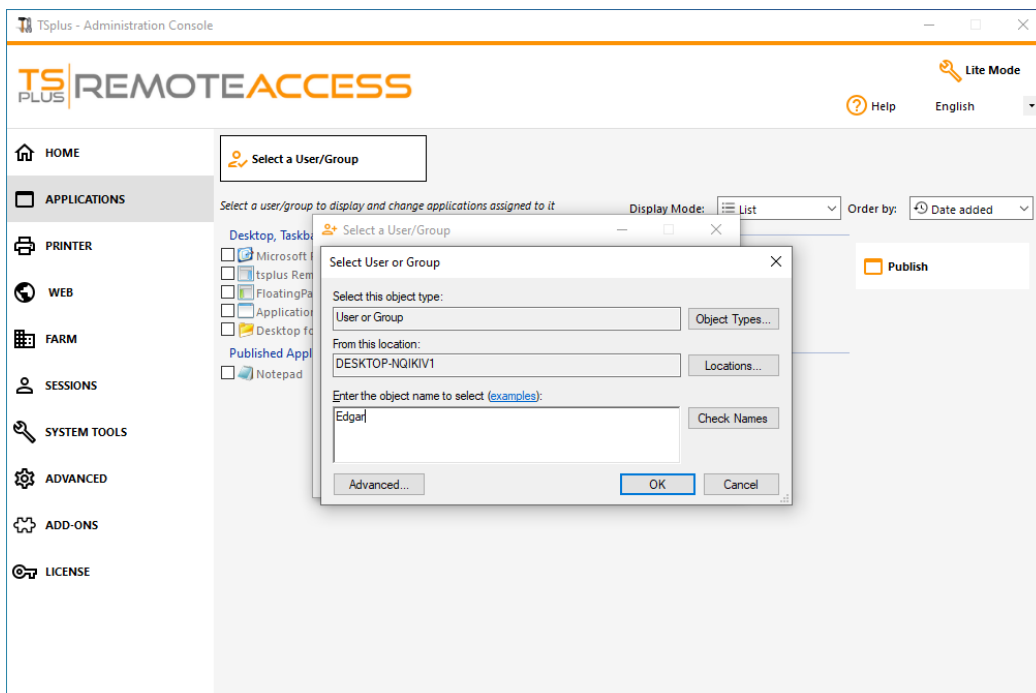 TSplus - Administration Console
TS PLUS REMOTEACCESS
Lite Mode
Help English
HOME
APPLICATIONS
PRINTER
WEB
FARM
SESSIONS
SYSTEM TOOLS
ADVANCED
ADD-ONS
LICENSE
Select a User/Group
Select a user/group to display and change applications assigned to it
Display Mode: List Order by: Date added
Desktop, Taskba
Microsoft
tsplus Rem
FloatingPa
Application
Desktop fo
Published Appl
Notepad
Publish
Select a User/Group
Select User or Group
Select this object type:
User or Group Object Types...
From this location:
DESKTOP-NQIKIV1 Locations...
Enter the object name to select (examples):
Edgar Check Names
Advanced... OK Cancel